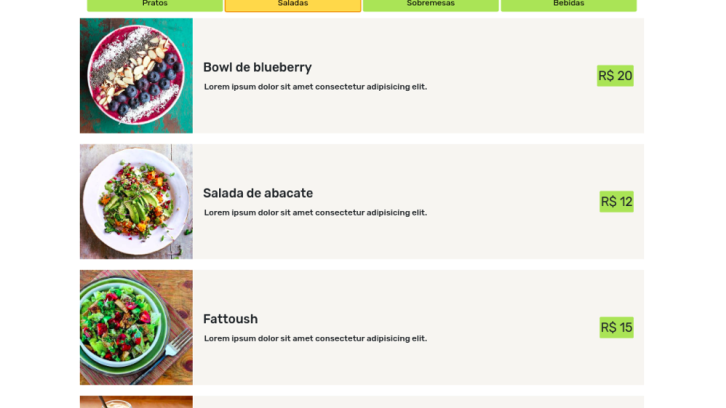 Pratos
Saladas
Sobremesas
Bebidas
Bowl de blueberry
Lorem ipsum dolor sit amet consectetur adipisicing elit.
R$ 20
Salada de abacate
Lorem ipsum dolor sit amet consectetur adipisicing elit.
R$ 12
Fattoush
Lorem ipsum dolor sit amet consectetur adipisicing elit.
R$ 15